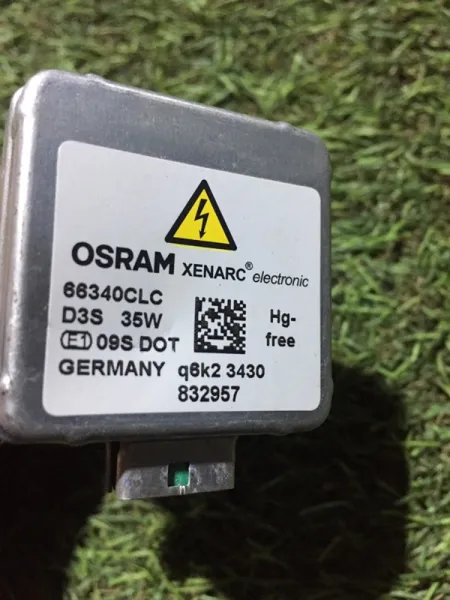 OSRAM XENARC® electronic
66340CLC
D3S 35W
Hg-
free
E1 09S DOT
GERMANY q6k2 3430
832957